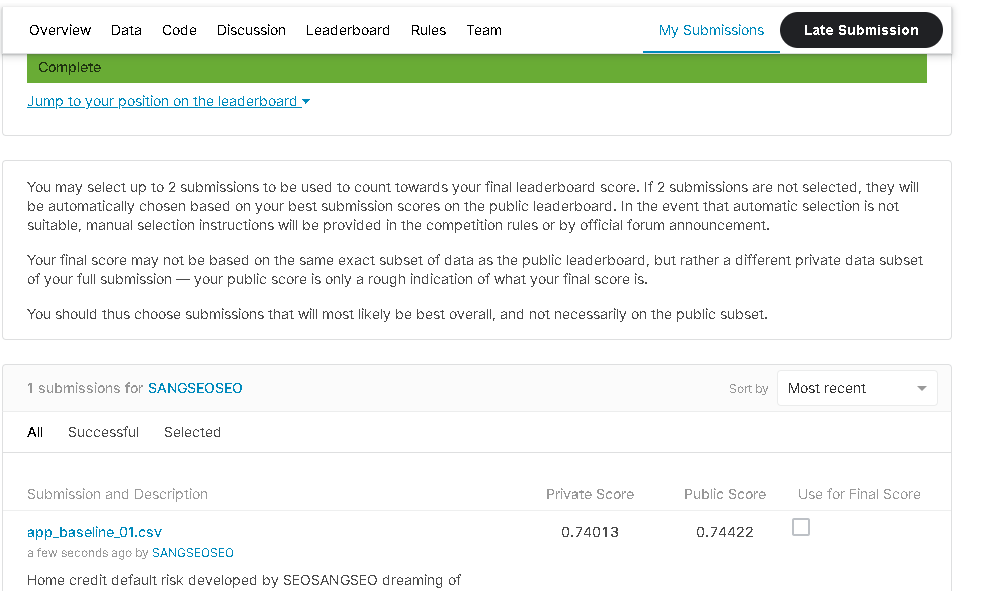 Overview Data Code Discussion Leaderboard Rules Team My Submissions Late Submission
Complete
Jump to your position on the leaderboard
You may select up to 2 submissions to be used to count towards your final leaderboard score. If 2 submissions are not selected, they will
be automatically chosen based on your best submission scores on the public leaderboard. In the event that automatic selection is not
suitable, manual selection instructions will be provided in the competition rules or by official forum announcement.
Your final score may not be based on the same exact subset of data as the public leaderboard, but rather a different private data subset
of your full submission — your public score is only a rough indication of what your final score is.
You should thus choose submissions that will most likely be best overall, and not necessarily on the public subset.
1 submissions for SANGSEOSEO Sort by Most recent
All Successful Selected
Submission and Description Private Score Public Score Use for Final Score
app_baseline_01.csv 0.74013 0.74422
a few seconds ago by SANGSEOSEO
Home credit default risk developed by SEOSANGSEO dreaming of